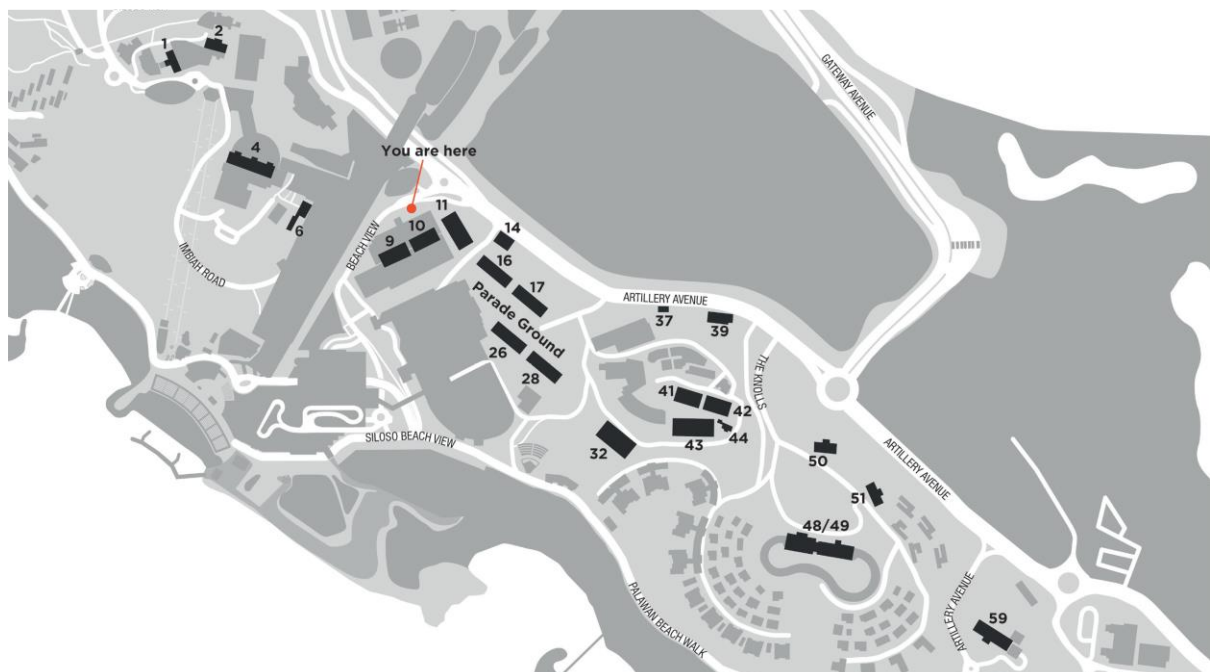 1
2
GATEWAY AVENUE
4
You are here
6
IMBIAH ROAD
BEACH VIEW
9
10
11
14
16
17
Parade Ground
26
28
ARTILLERY AVENUE
37
39
THE KNOLLS
41
42
43
44
32
SILOSO BEACH VIEW
50
51
ARTILLERY AVENUE
48/49
PALAWAN BEACH WALK
ARTILLERY AVENUE
59